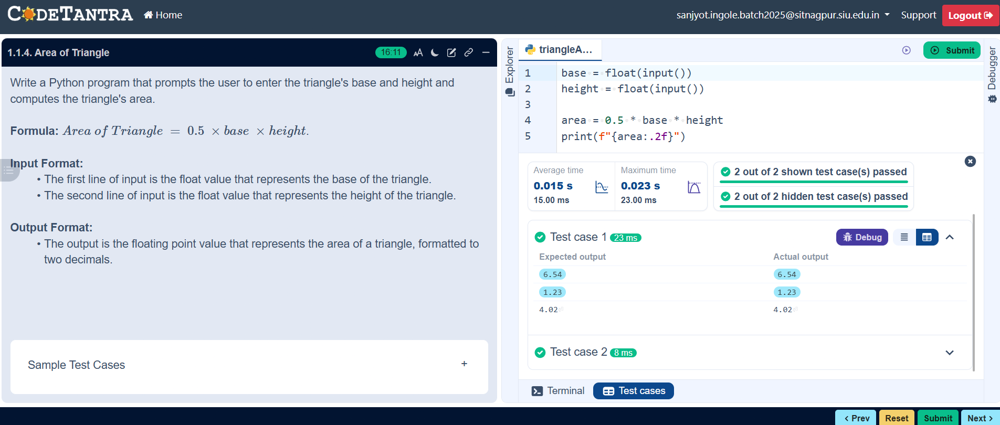 CODETANTRA
Home
sanjyot.ingole.batch2025@sitnagpur.siu.edu.in
Support
Logout
1.1.4. Area of Triangle
16:11
AA
Write a Python program that prompts the user to enter the triangle's base and height and
computes the triangle's area.
Formula: Area of Triangle = 0.5 × base × height.
Input Format:
• The first line of input is the float value that represents the base of the triangle.
• The second line of input is the float value that represents the height of the triangle.
Output Format:
• The output is the floating point value that represents the area of a triangle, formatted to
two decimals.
Sample Test Cases
+
Explorer
triangleA...
Submit
Debugger
1 base = float(input())
2 height = float(input())
3
4 area = 0.5 * base * height
5 print(f"{area:.2f}")
Average time
0.015 s
15.00 ms
Maximum time
0.023 s
23.00 ms
2 out of 2 shown test case(s) passed
2 out of 2 hidden test case(s) passed
Test case 1 23 ms
Debug
Expected output Actual output
6.54 6.54
1.23 1.23
4.02 4.02
Test case 2 8 ms
Terminal
Test cases
< Prev
Reset
Submit
Next >